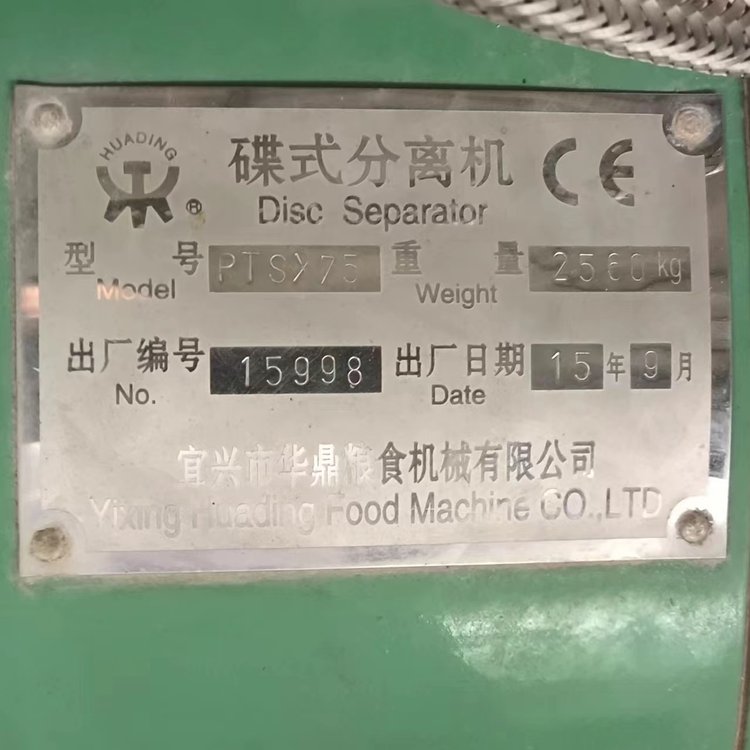 HUADING
®
碟式分离机 CE
Disc Separator
型号 PTSX75 重量 2560kg
Model Weight
出厂编号 15998 出厂日期 15年9月
No. Date
宜兴市华鼎粮食机械有限公司
Yixing Huading Food Machine CO.,LTD